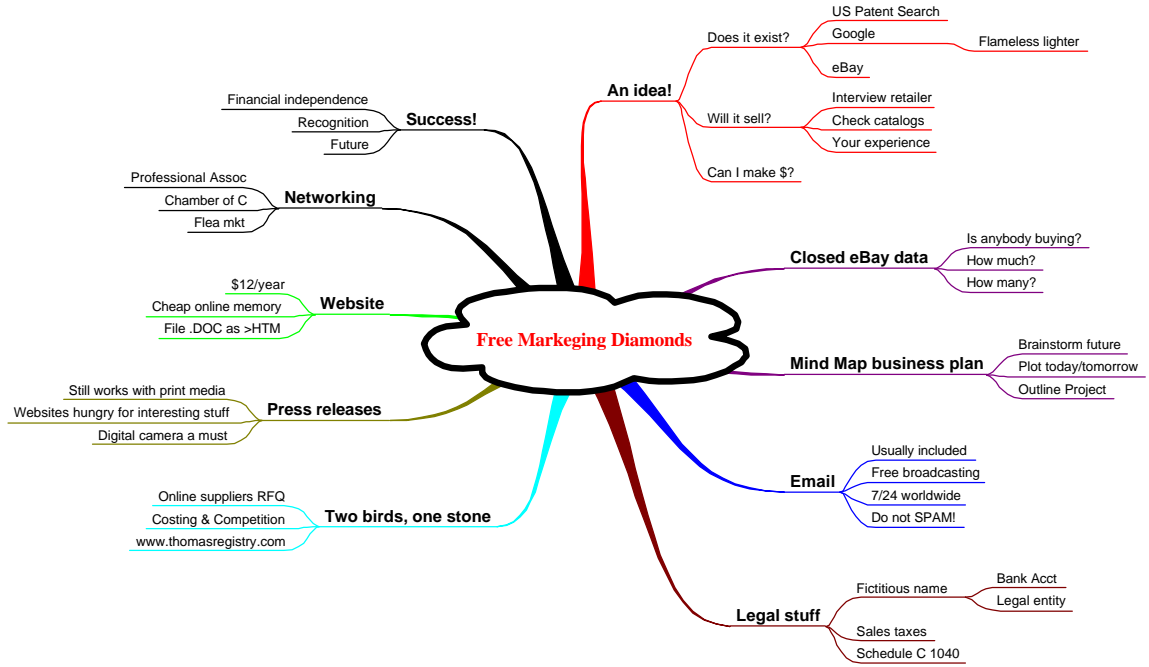 Free Markeging Diamonds
An idea!
Does it exist?
US Patent Search
Google
Flameless lighter
eBay
Will it sell?
Interview retailer
Check catalogs
Your experience
Can I make $?
Closed eBay data
Is anybody buying?
How much?
How many?
Mind Map business plan
Brainstorm future
Plot today/tomorrow
Outline Project
Email
Usually included
Free broadcasting
7/24 worldwide
Do not SPAM!
Legal stuff
Fictitious name
Bank Acct
Legal entity
Sales taxes
Schedule C 1040
Two birds, one stone
Online suppliers RFQ
Costing & Competition
www.thomasregistry.com
Press releases
Still works with print media
Websites hungry for interesting stuff
Digital camera a must
Website
$12/year
Cheap online memory
File .DOC as >HTM
Networking
Professional Assoc
Chamber of C
Flea mkt
Success!
Financial independence
Recognition
Future